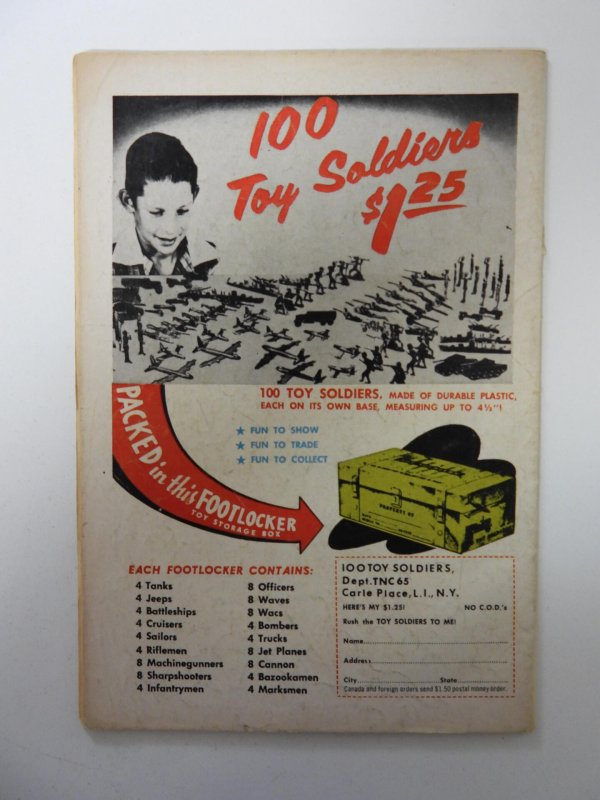 100
Toy Soldiers
$1.25
100 TOY SOLDIERS, MADE OF DURABLE PLASTIC,
EACH ON ITS OWN BASE, MEASURING UP TO 4½"!
PACKED in this FOOTLOCKER
TOY STORAGE BOX
★ FUN TO SHOW
★ FUN TO TRADE
★ FUN TO COLLECT
PROPERTY OF
EACH FOOTLOCKER CONTAINS:
4 Tanks
4 Jeeps
4 Battleships
4 Cruisers
4 Sailors
4 Riflemen
8 Machinegunners
8 Sharpshooters
4 Infantrymen
8 Officers
8 Waves
8 Wacs
4 Bombers
4 Trucks
8 Jet Planes
8 Cannon
4 Bazookamen
4 Marksmen
100 TOY SOLDIERS,
Dept. TNC 65
Carle Place, L.I., N.Y.
HERE'S MY $1.25! NO C.O.D.'s
Rush the TOY SOLDIERS TO ME!
Name
Address
City State
Canada and foreign orders send $1.50 postal money order.